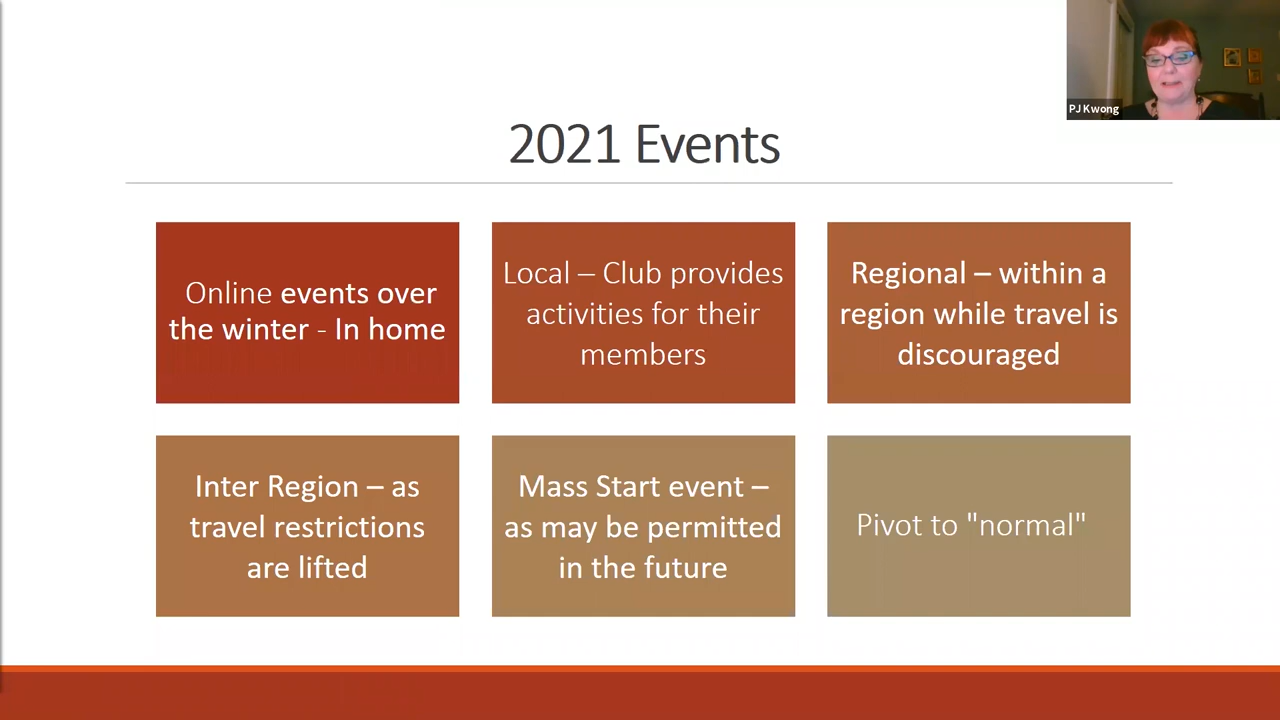 PJ Kwong
2021 Events
Online events over
the winter - In home
Local – Club provides
activities for their
members
Regional – within a
region while travel is
discouraged
Inter Region – as
travel restrictions
are lifted
Mass Start event –
as may be permitted
in the future
Pivot to "normal"